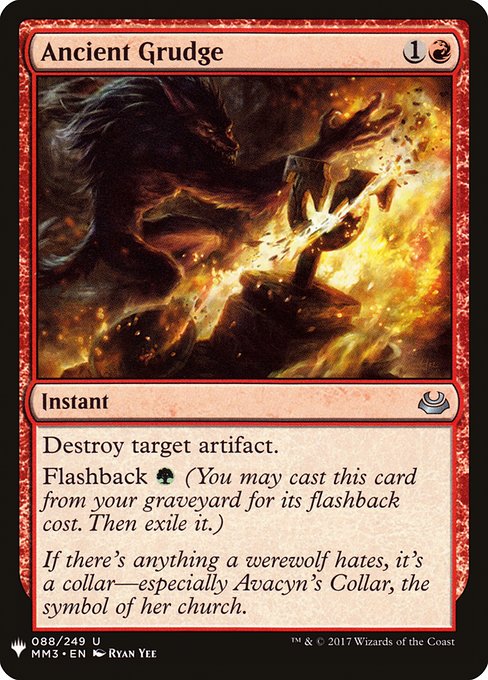 Ancient Grudge 1
Instant
Destroy target artifact.
Flashback (You may cast this card
from your graveyard for its flashback
cost. Then exile it.)
If there's anything a werewolf hates, it's
a collar—especially Avacyn's Collar, the
symbol of her church.
088/249 U
MM3 • EN Ryan Yee
™ & © 2017 Wizards of the Coast